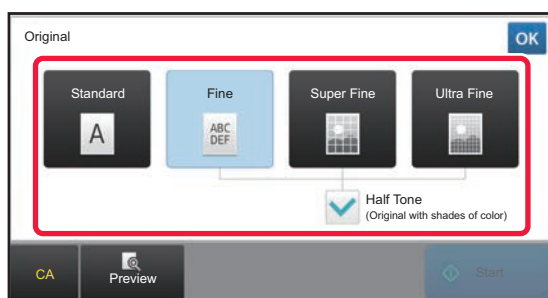 Original
OK
Standard
Fine
Super Fine
Ultra Fine
A
ABC
DEF
Half Tone
(Original with shades of color)
CA
Preview
Start